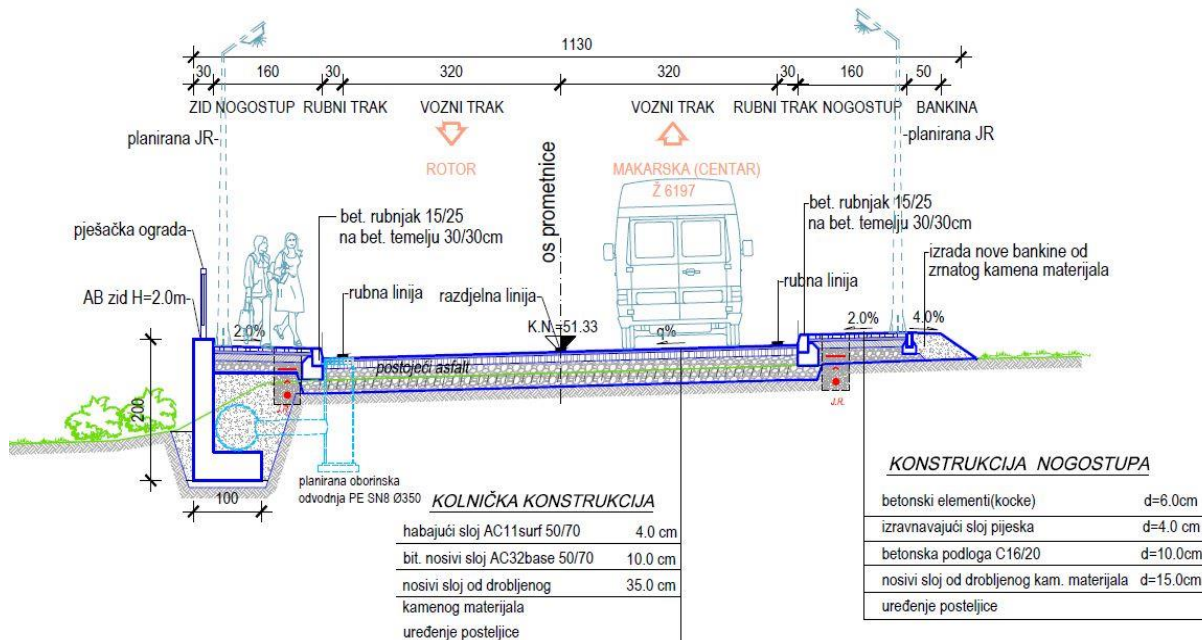 1130
30 160 320 320 30 160 50
ZID NOGOSTUP RUBNI TRAK VOZNI TRAK VOZNI TRAK RUBNI TRAK NOGOSTUP BANKINA
planirana JR
planirana JR
ROTOR
MAKARSKA (CENTAR)
Ž 6197
os prometnice
bet. rubnjak 15/25
na bet. temelju 30/30cm
bet. rubnjak 15/25
na bet. temelju 30/30cm
pješačka ograda
izrada nove bankine od
zrnatog kamena materijala
AB zid H=2.0m
rubna linija
razdjelna linija
rubna linija
K.N.=51.33
2.0%
q%
2.0%
4.0%
postojeći asfalt
J.R.
J.R.
200
100
planirana oborinska
odvodnja PE SN8 Ø350
KOLNIČKA KONSTRUKCIJA
habajući sloj AC11surf 50/70 4.0 cm
bit. nosivi sloj AC32base 50/70 10.0 cm
nosivi sloj od drobljenog 35.0 cm
kamenog materijala
uređenje posteljice
KONSTRUKCIJA NOGOSTUPA
betonski elementi(kocke) d=6.0cm
izravnavajući sloj pijeska d=4.0 cm
betonska podloga C16/20 d=10.0cm
nosivi sloj od drobljenog kam. materijala d=15.0cm
uređenje posteljice